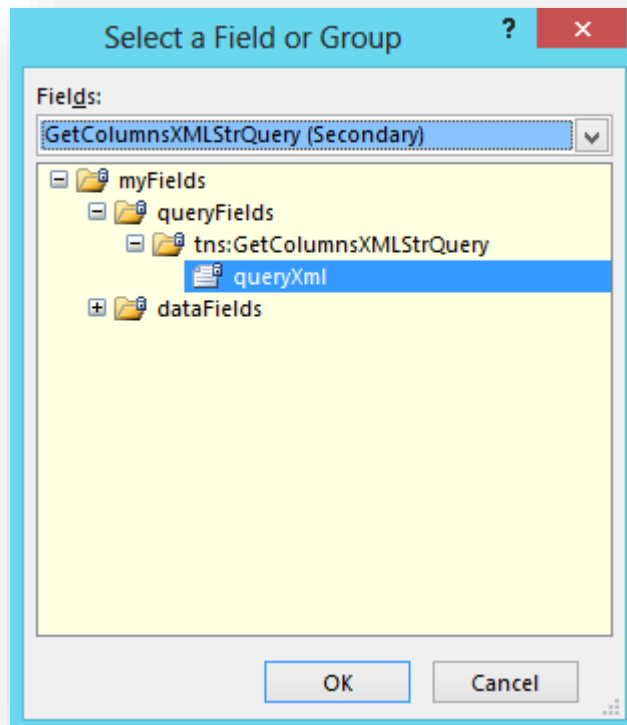 Select a Field or Group
?
Fields:
GetColumnsXMLStrQuery (Secondary)
myFields
queryFields
tns:GetColumnsXMLStrQuery
queryXml
dataFields
OK Cancel